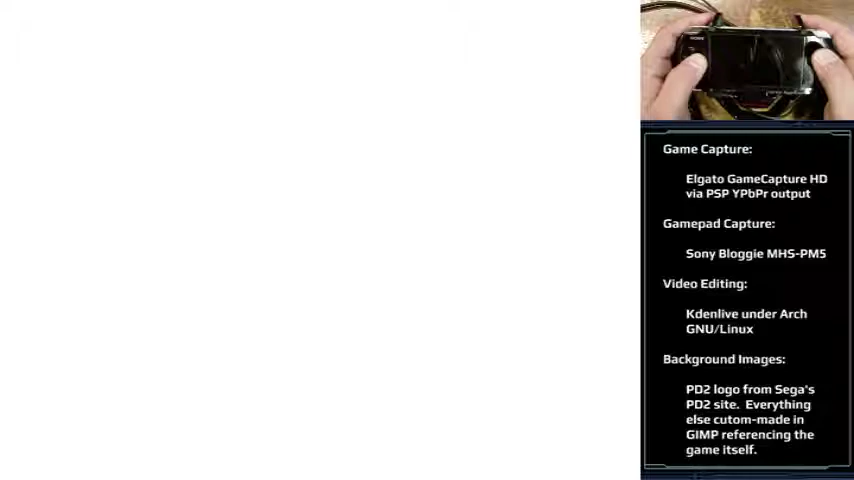 Game Capture:
Elgato GameCapture HD
via PSP YPbPr output
Gamepad Capture:
Sony Bloggie MHS-PM5
Video Editing:
Kdenlive under Arch
GNU/Linux
Background Images:
PD2 logo from Sega's
PD2 site. Everything
else cutom-made in
GIMP referencing the
game itself.